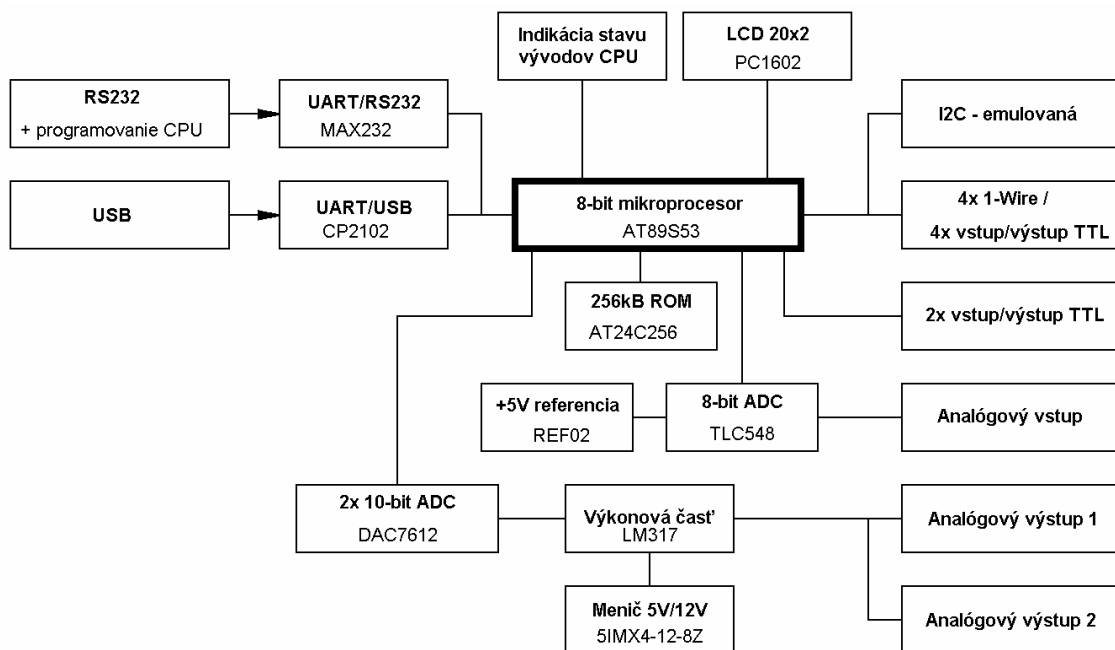 Indikácia stavu
vývodov CPU
LCD 20x2
PC1602
RS232
+ programovanie CPU
UART/RS232
MAX232
I2C - emulovaná
USB
UART/USB
CP2102
8-bit mikroprocesor
AT89S53
4x 1-Wire /
4x vstup/výstup TTL
256kB ROM
AT24C256
2x vstup/výstup TTL
+5V referencia
REF02
8-bit ADC
TLC548
Analógový vstup
2x 10-bit ADC
DAC7612
Výkonová časť
LM317
Analógový výstup 1
Menič 5V/12V
5IMX4-12-8Z
Analógový výstup 2